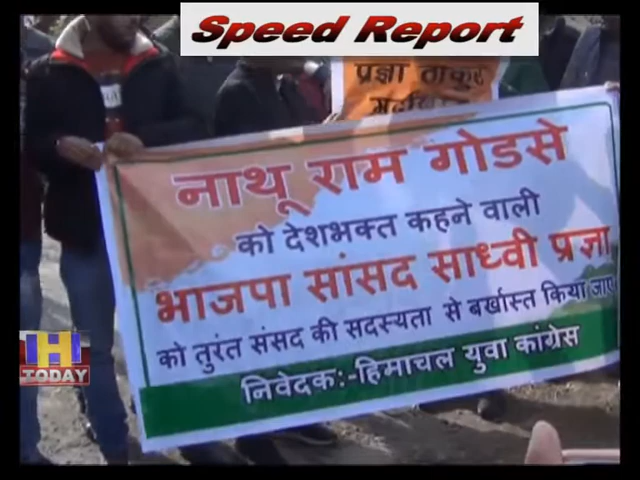 Speed Report
प्रज्ञा ठाकुर
नाथू राम गोडसे
को देशभक्त कहने वाली
भाजपा सांसद साध्वी प्रज्ञा
को तुरंत संसद की सदस्यता से बर्खास्त किया जाए
निवेदक:-हिमाचल युवा कांग्रेस
H
TODAY